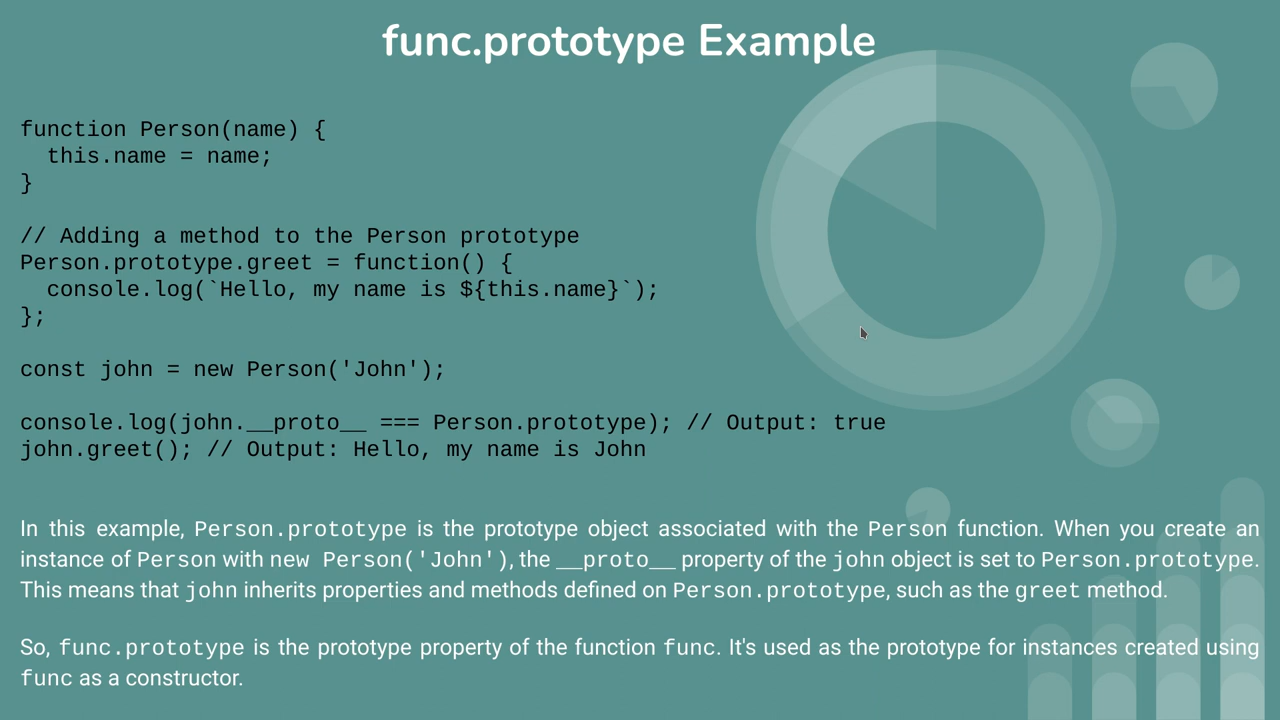 func.prototype Example
function Person(name) {
  this.name = name;
}
// Adding a method to the Person prototype
Person.prototype.greet = function() {
  console.log(`Hello, my name is ${this.name}`);
};
const john = new Person('John');
console.log(john.__proto__ === Person.prototype); // Output: true
john.greet(); // Output: Hello, my name is John
In this example, Person.prototype is the prototype object associated with the Person function. When you create an
instance of Person with new Person('John'), the __proto__ property of the john object is set to Person.prototype.
This means that john inherits properties and methods defined on Person.prototype, such as the greet method.
So, func.prototype is the prototype property of the function func. It's used as the prototype for instances created using
func as a constructor.